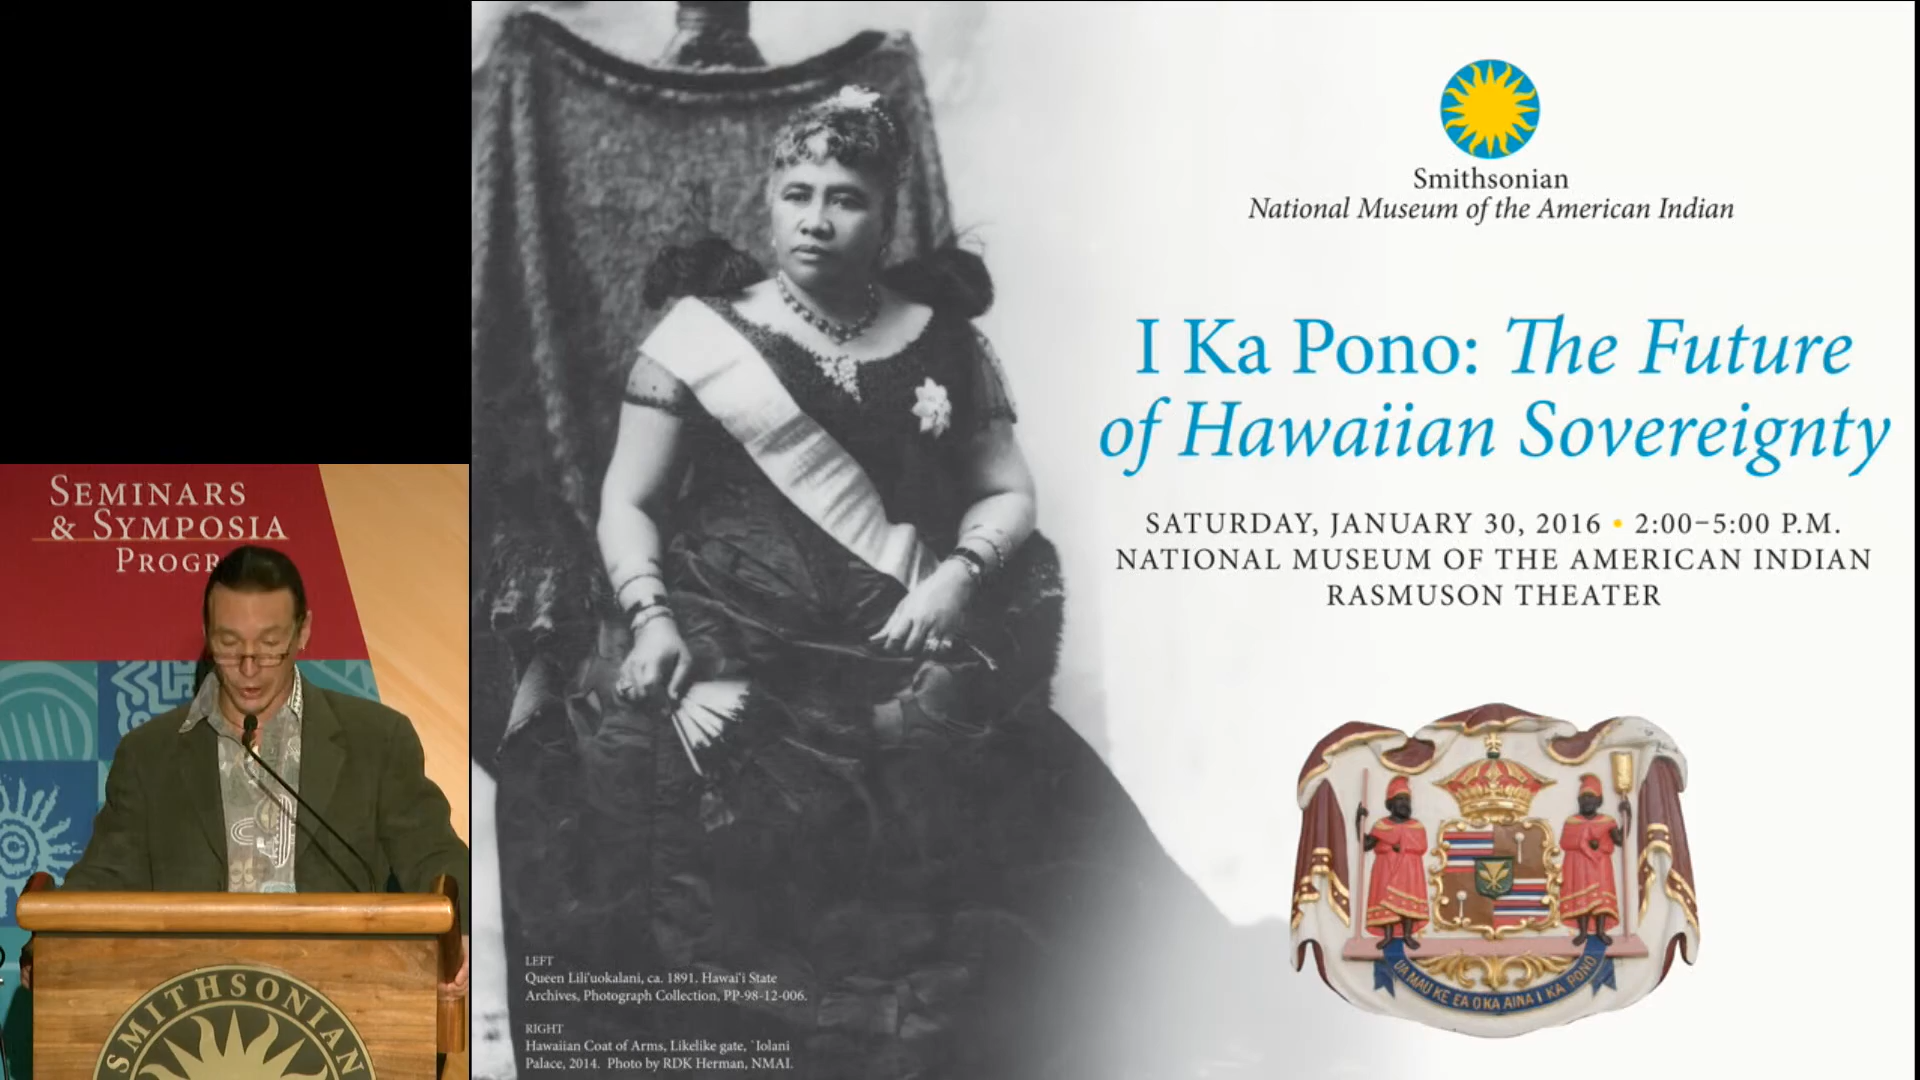 SEMINARS
& SYMPOSIA
PROGR
SMITHSONIAN
Smithsonian
National Museum of the American Indian
I Ka Pono: The Future
of Hawaiian Sovereignty
SATURDAY, JANUARY 30, 2016 • 2:00–5:00 P.M.
NATIONAL MUSEUM OF THE AMERICAN INDIAN
RASMUSON THEATER
UA MAU KE EA O KA AINA I KA PONO
LEFT
Queen Lili'uokalani, ca. 1891. Hawai'i State
Archives, Photograph Collection, PP-98-12-006.
RIGHT
Hawaiian Coat of Arms, Likelike gate, `Iolani
Palace, 2014. Photo by RDK Herman, NMAI.